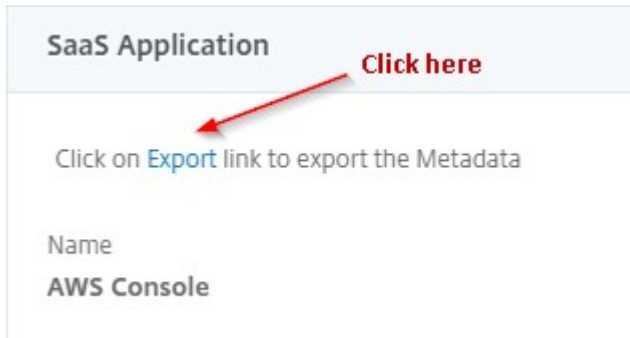 SaaS Application
Click here
Click on Export link to export the Metadata
Name
AWS Console